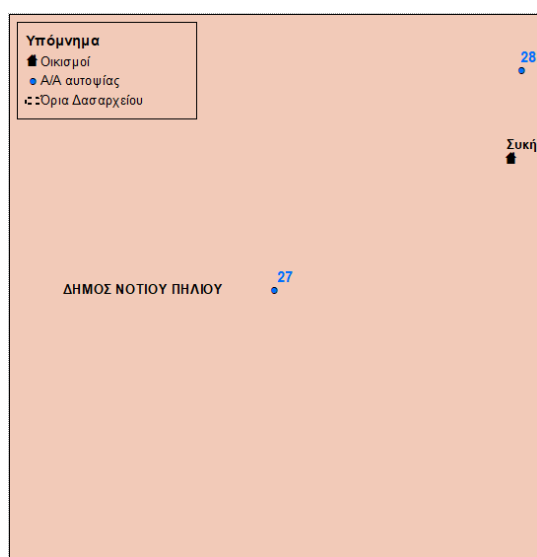 Υπόμνημα
Οικισμοί
Α/Α αυτοψίας
Όρια Δασαρχείου
28
Συκή
27
ΔΗΜΟΣ ΝΟΤΙΟΥ ΠΗΛΙΟΥ